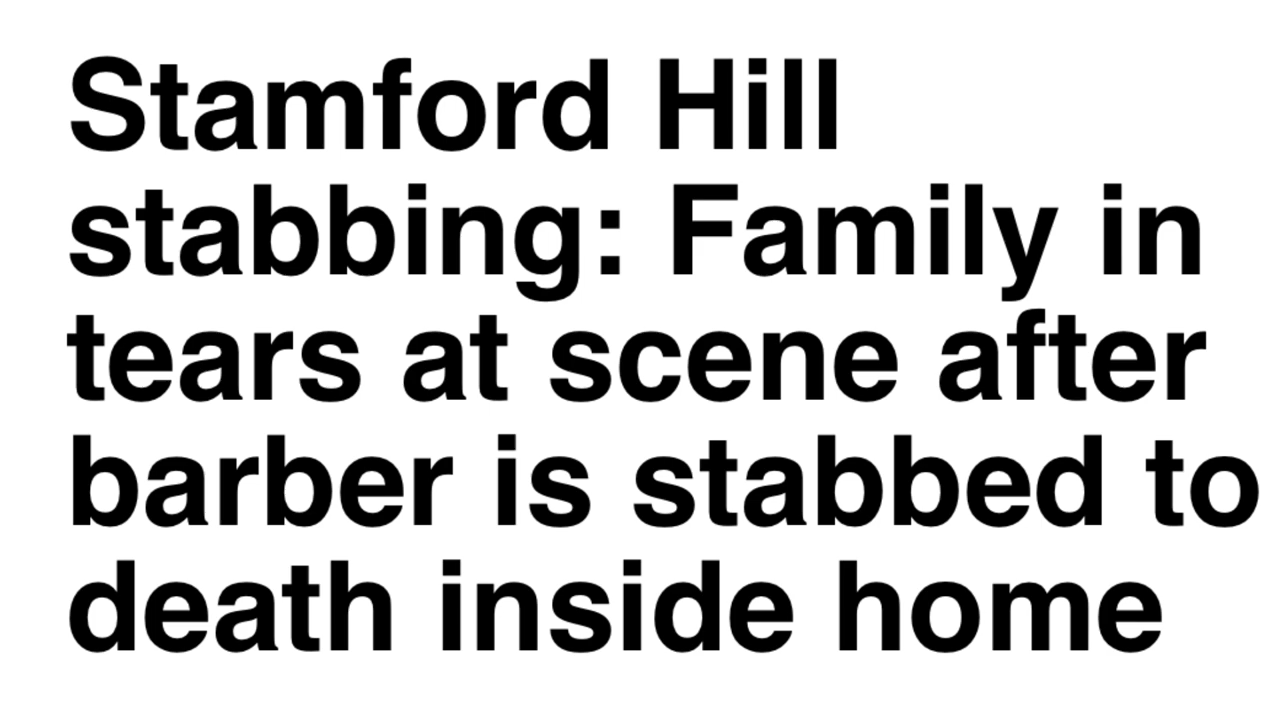 Stamford Hill
stabbing: Family in
tears at scene after
barber is stabbed to
death inside home